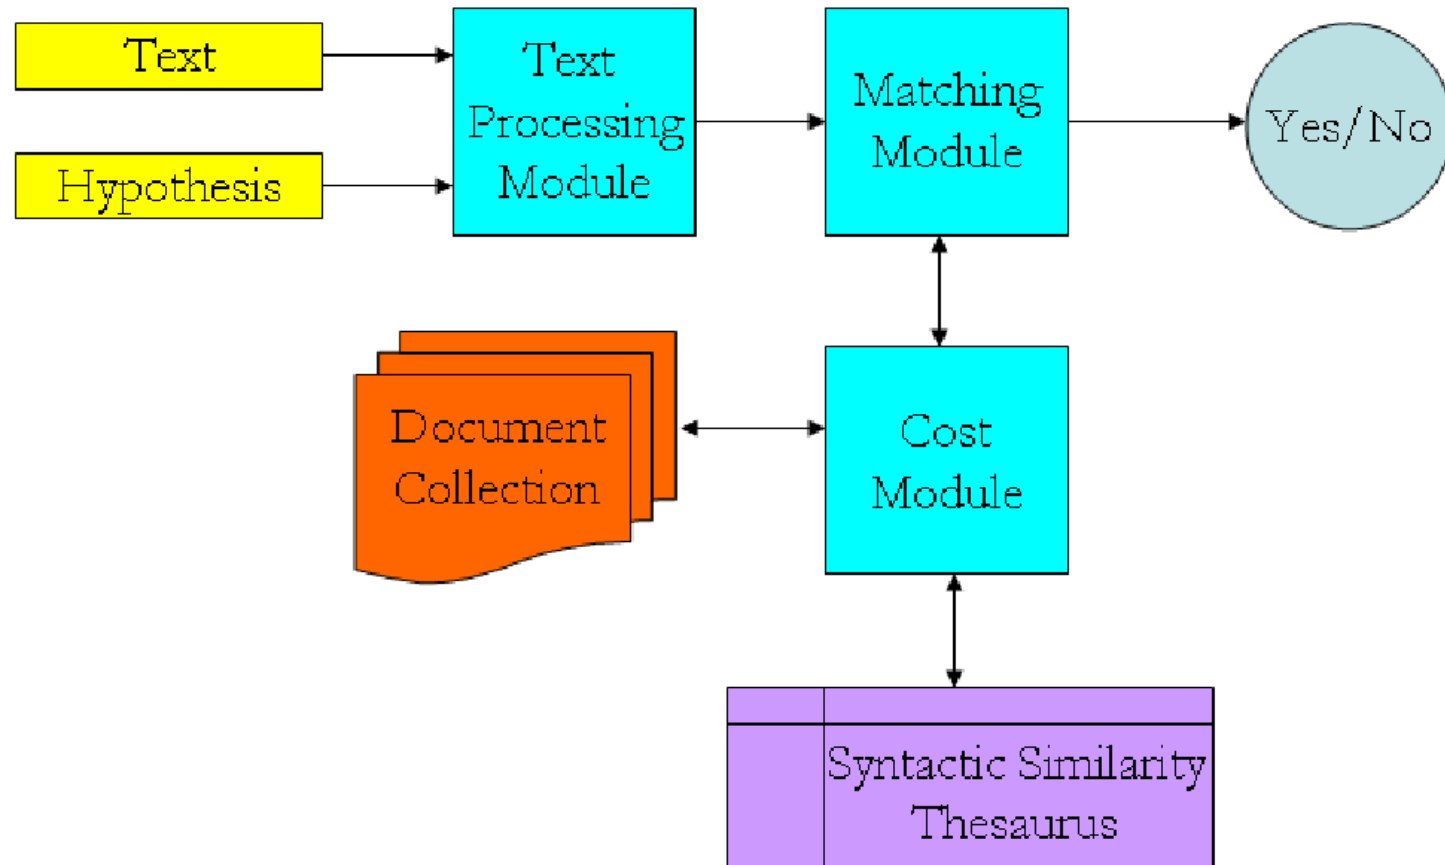 Text
Hypothesis
Text
Processing
Module
Matching
Module
Yes/No
Document
Collection
Cost
Module
Syntactic Similarity
Thesaurus